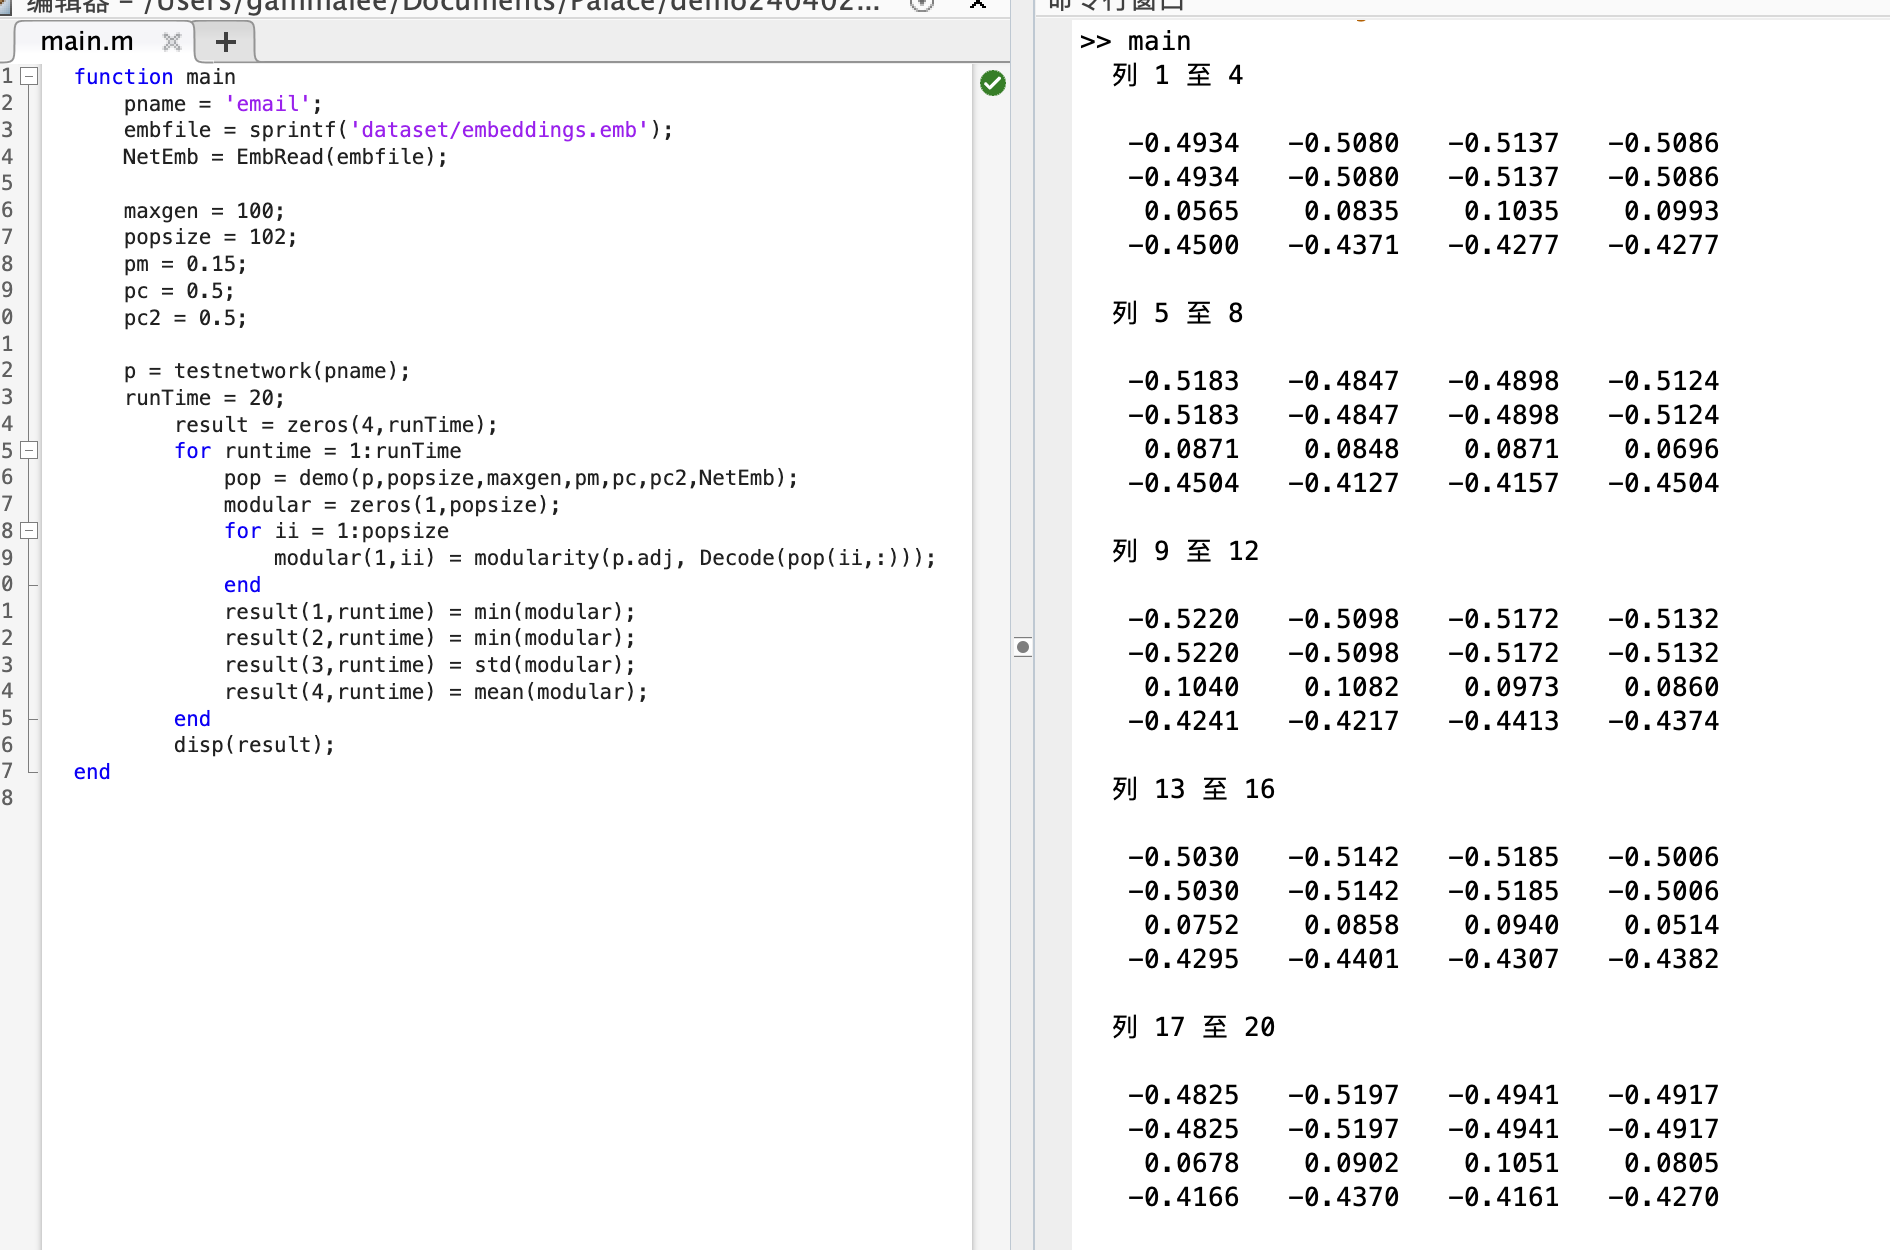 编辑器 – /Users/gammalee/Documents/Palace/demo240402...
main.m
1 function main
2 pname = 'email';
3 embfile = sprintf('dataset/embeddings.emb');
4 NetEmb = EmbRead(embfile);
5
6 maxgen = 100;
7 popsize = 102;
8 pm = 0.15;
9 pc = 0.5;
0 pc2 = 0.5;
1
2 p = testnetwork(pname);
3 runTime = 20;
4 result = zeros(4,runTime);
5 for runtime = 1:runTime
6 pop = demo(p,popsize,maxgen,pm,pc,pc2,NetEmb);
7 modular = zeros(1,popsize);
8 for ii = 1:popsize
9 modular(1,ii) = modularity(p.adj, Decode(pop(ii,:)));
0 end
1 result(1,runtime) = min(modular);
2 result(2,runtime) = min(modular);
3 result(3,runtime) = std(modular);
4 result(4,runtime) = mean(modular);
5 end
6 disp(result);
7 end
8
命令行窗口
>> main
列 1 至 4
-0.4934 -0.5080 -0.5137 -0.5086
-0.4934 -0.5080 -0.5137 -0.5086
0.0565 0.0835 0.1035 0.0993
-0.4500 -0.4371 -0.4277 -0.4277
列 5 至 8
-0.5183 -0.4847 -0.4898 -0.5124
-0.5183 -0.4847 -0.4898 -0.5124
0.0871 0.0848 0.0871 0.0696
-0.4504 -0.4127 -0.4157 -0.4504
列 9 至 12
-0.5220 -0.5098 -0.5172 -0.5132
-0.5220 -0.5098 -0.5172 -0.5132
0.1040 0.1082 0.0973 0.0860
-0.4241 -0.4217 -0.4413 -0.4374
列 13 至 16
-0.5030 -0.5142 -0.5185 -0.5006
-0.5030 -0.5142 -0.5185 -0.5006
0.0752 0.0858 0.0940 0.0514
-0.4295 -0.4401 -0.4307 -0.4382
列 17 至 20
-0.4825 -0.5197 -0.4941 -0.4917
-0.4825 -0.5197 -0.4941 -0.4917
0.0678 0.0902 0.1051 0.0805
-0.4166 -0.4370 -0.4161 -0.4270